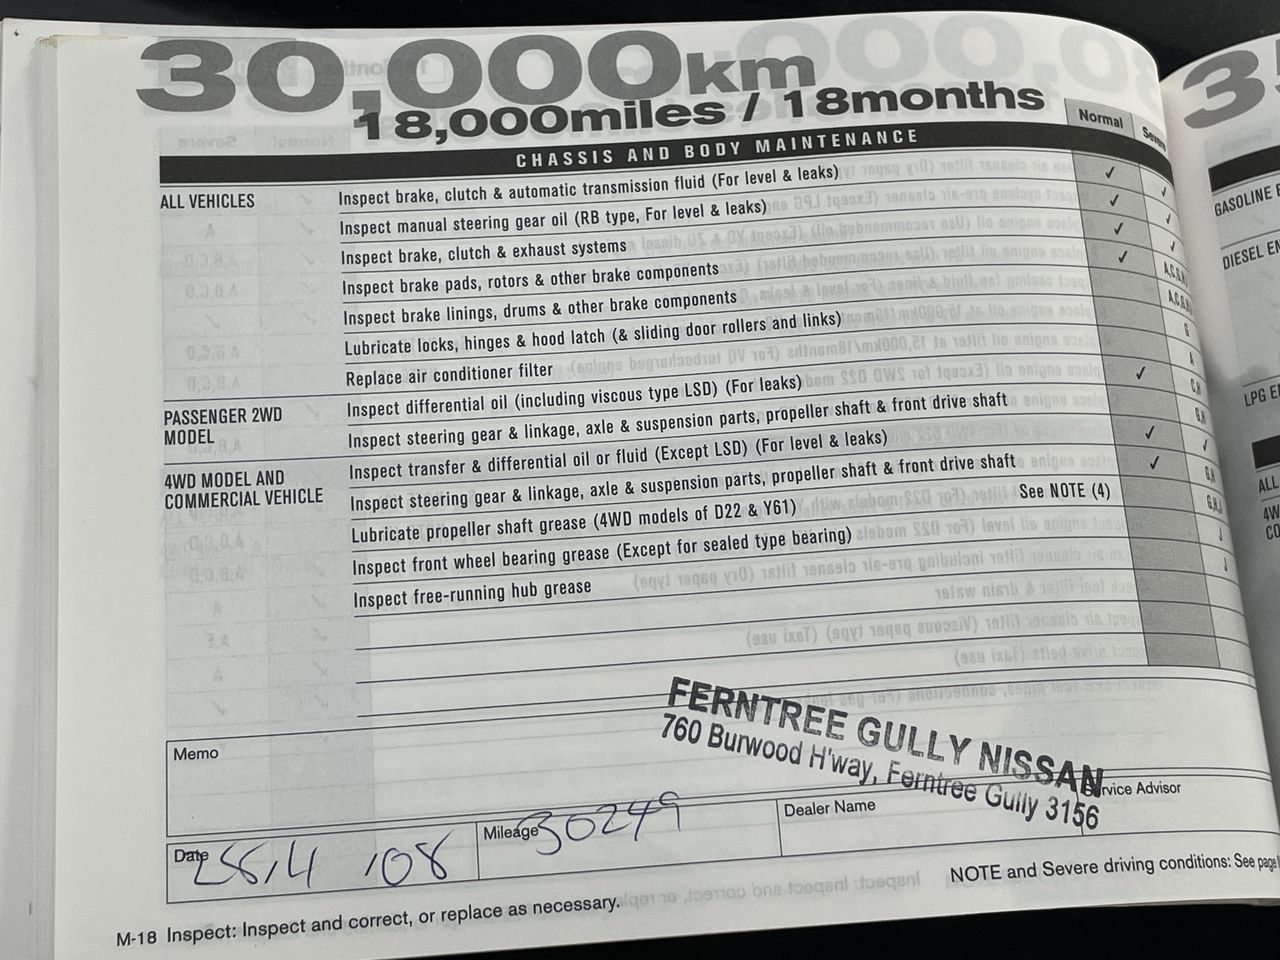 30,000km
18,000miles / 18months
Normal
CHASSIS AND BODY MAINTENANCE
ALL VEHICLES
Inspect brake, clutch & automatic transmission fluid (For level & leaks) ✓ ✓
Inspect manual steering gear oil (RB type, For level & leaks) ✓ ✓
Inspect brake, clutch & exhaust systems ✓ ✓
Inspect brake pads, rotors & other brake components ✓
Inspect brake linings, drums & other brake components
Lubricate locks, hinges & hood latch (& sliding door rollers and links) G
Replace air conditioner filter A
PASSENGER 2WD
MODEL
Inspect differential oil (including viscous type LSD) (For leaks) ✓ C,H
Inspect steering gear & linkage, axle & suspension parts, propeller shaft & front drive shaft G,H
4WD MODEL AND
COMMERCIAL VEHICLE
Inspect transfer & differential oil or fluid (Except LSD) (For level & leaks) ✓ ✓
Inspect steering gear & linkage, axle & suspension parts, propeller shaft & front drive shaft ✓ G,H
Lubricate propeller shaft grease (4WD models of D22 & Y61) See NOTE (4)
Inspect front wheel bearing grease (Except for sealed type bearing)
Inspect free-running hub grease
FERNTREE GULLY NISSAN
760 Burwood H'way, Ferntree Gully 3156
Memo
Date
Mileage 30249
Dealer Name
Service Advisor
NOTE and Severe driving conditions: See page
M-18 Inspect: Inspect and correct, or replace as necessary.
GASOLINE
DIESEL
LPG
ALL